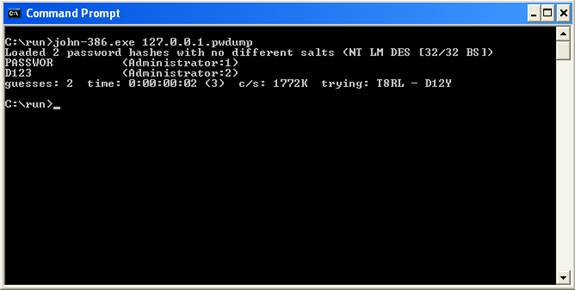 Command Prompt
C:\run>john-386.exe 127.0.0.1.pwdump
Loaded 2 password hashes with no different salts (NT LM DES [32/32 BS])
PASSWOR (Administrator:1)
D123 (Administrator:2)
guesses: 2 time: 0:00:00:02 (3) c/s: 1772K trying: T8RL - D12Y
C:\run>_